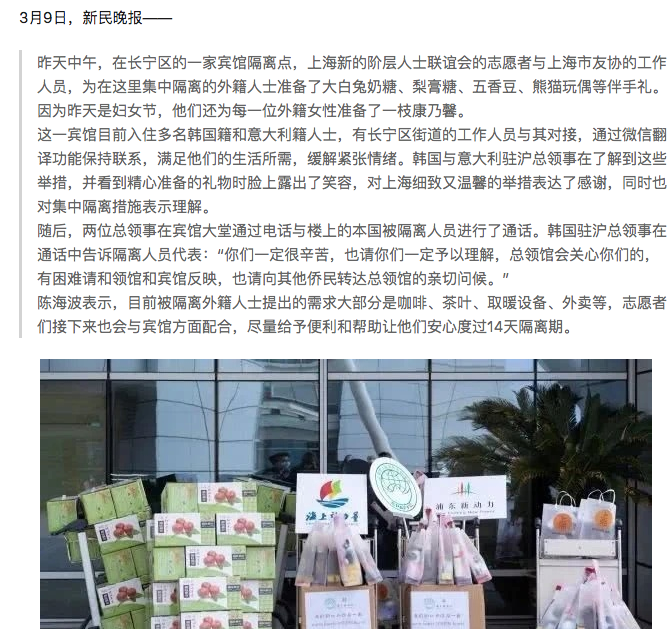 3月9日，新民晚报——
昨天中午，在长宁区的一家宾馆隔离点，上海新的阶层人士联谊会的志愿者与上海市友协的工作
人员，为在这里集中隔离的外籍人士准备了大白兔奶糖、梨膏糖、五香豆、熊猫玩偶等伴手礼。
因为昨天是妇女节，他们还为每一位外籍女性准备了一枝康乃馨。
这一宾馆目前入住多名韩国籍和意大利籍人士，有长宁区街道的工作人员与其对接，通过微信翻
译功能保持联系，满足他们的生活所需，缓解紧张情绪。韩国与意大利驻沪总领事在了解到这些
举措，并看到精心准备的礼物时脸上露出了笑容，对上海细致又温馨的举措表达了感谢，同时也
对集中隔离措施表示理解。
随后，两位总领事在宾馆大堂通过电话与楼上的本国被隔离人员进行了通话。韩国驻沪总领事在
通话中告诉隔离人员代表：“你们一定很辛苦，也请你们一定予以理解，总领馆会关心你们的，
有困难请和领馆和宾馆反映，也请向其他侨民转达总领馆的亲切问候。”
陈海波表示，目前被隔离外籍人士提出的需求大部分是咖啡、茶叶、取暖设备、外卖等，志愿者
们接下来也会与宾馆方面配合，尽量给予便利和帮助让他们安心度过14天隔离期。
海上新力量
浦东新动力